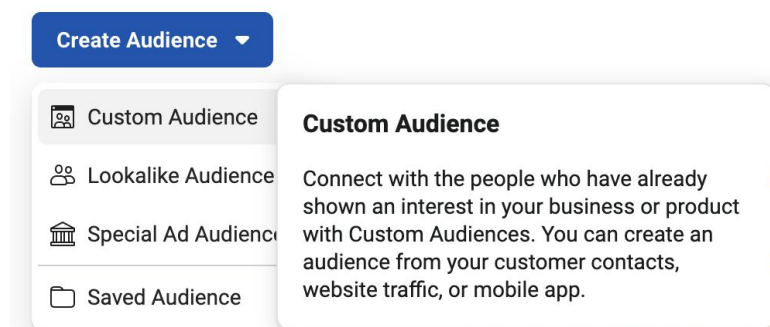 Create Audience
Custom Audience
Lookalike Audience
Special Ad Audience
Saved Audience
Custom Audience
Connect with the people who have already
shown an interest in your business or product
with Custom Audiences. You can create an
audience from your customer contacts,
website traffic, or mobile app.